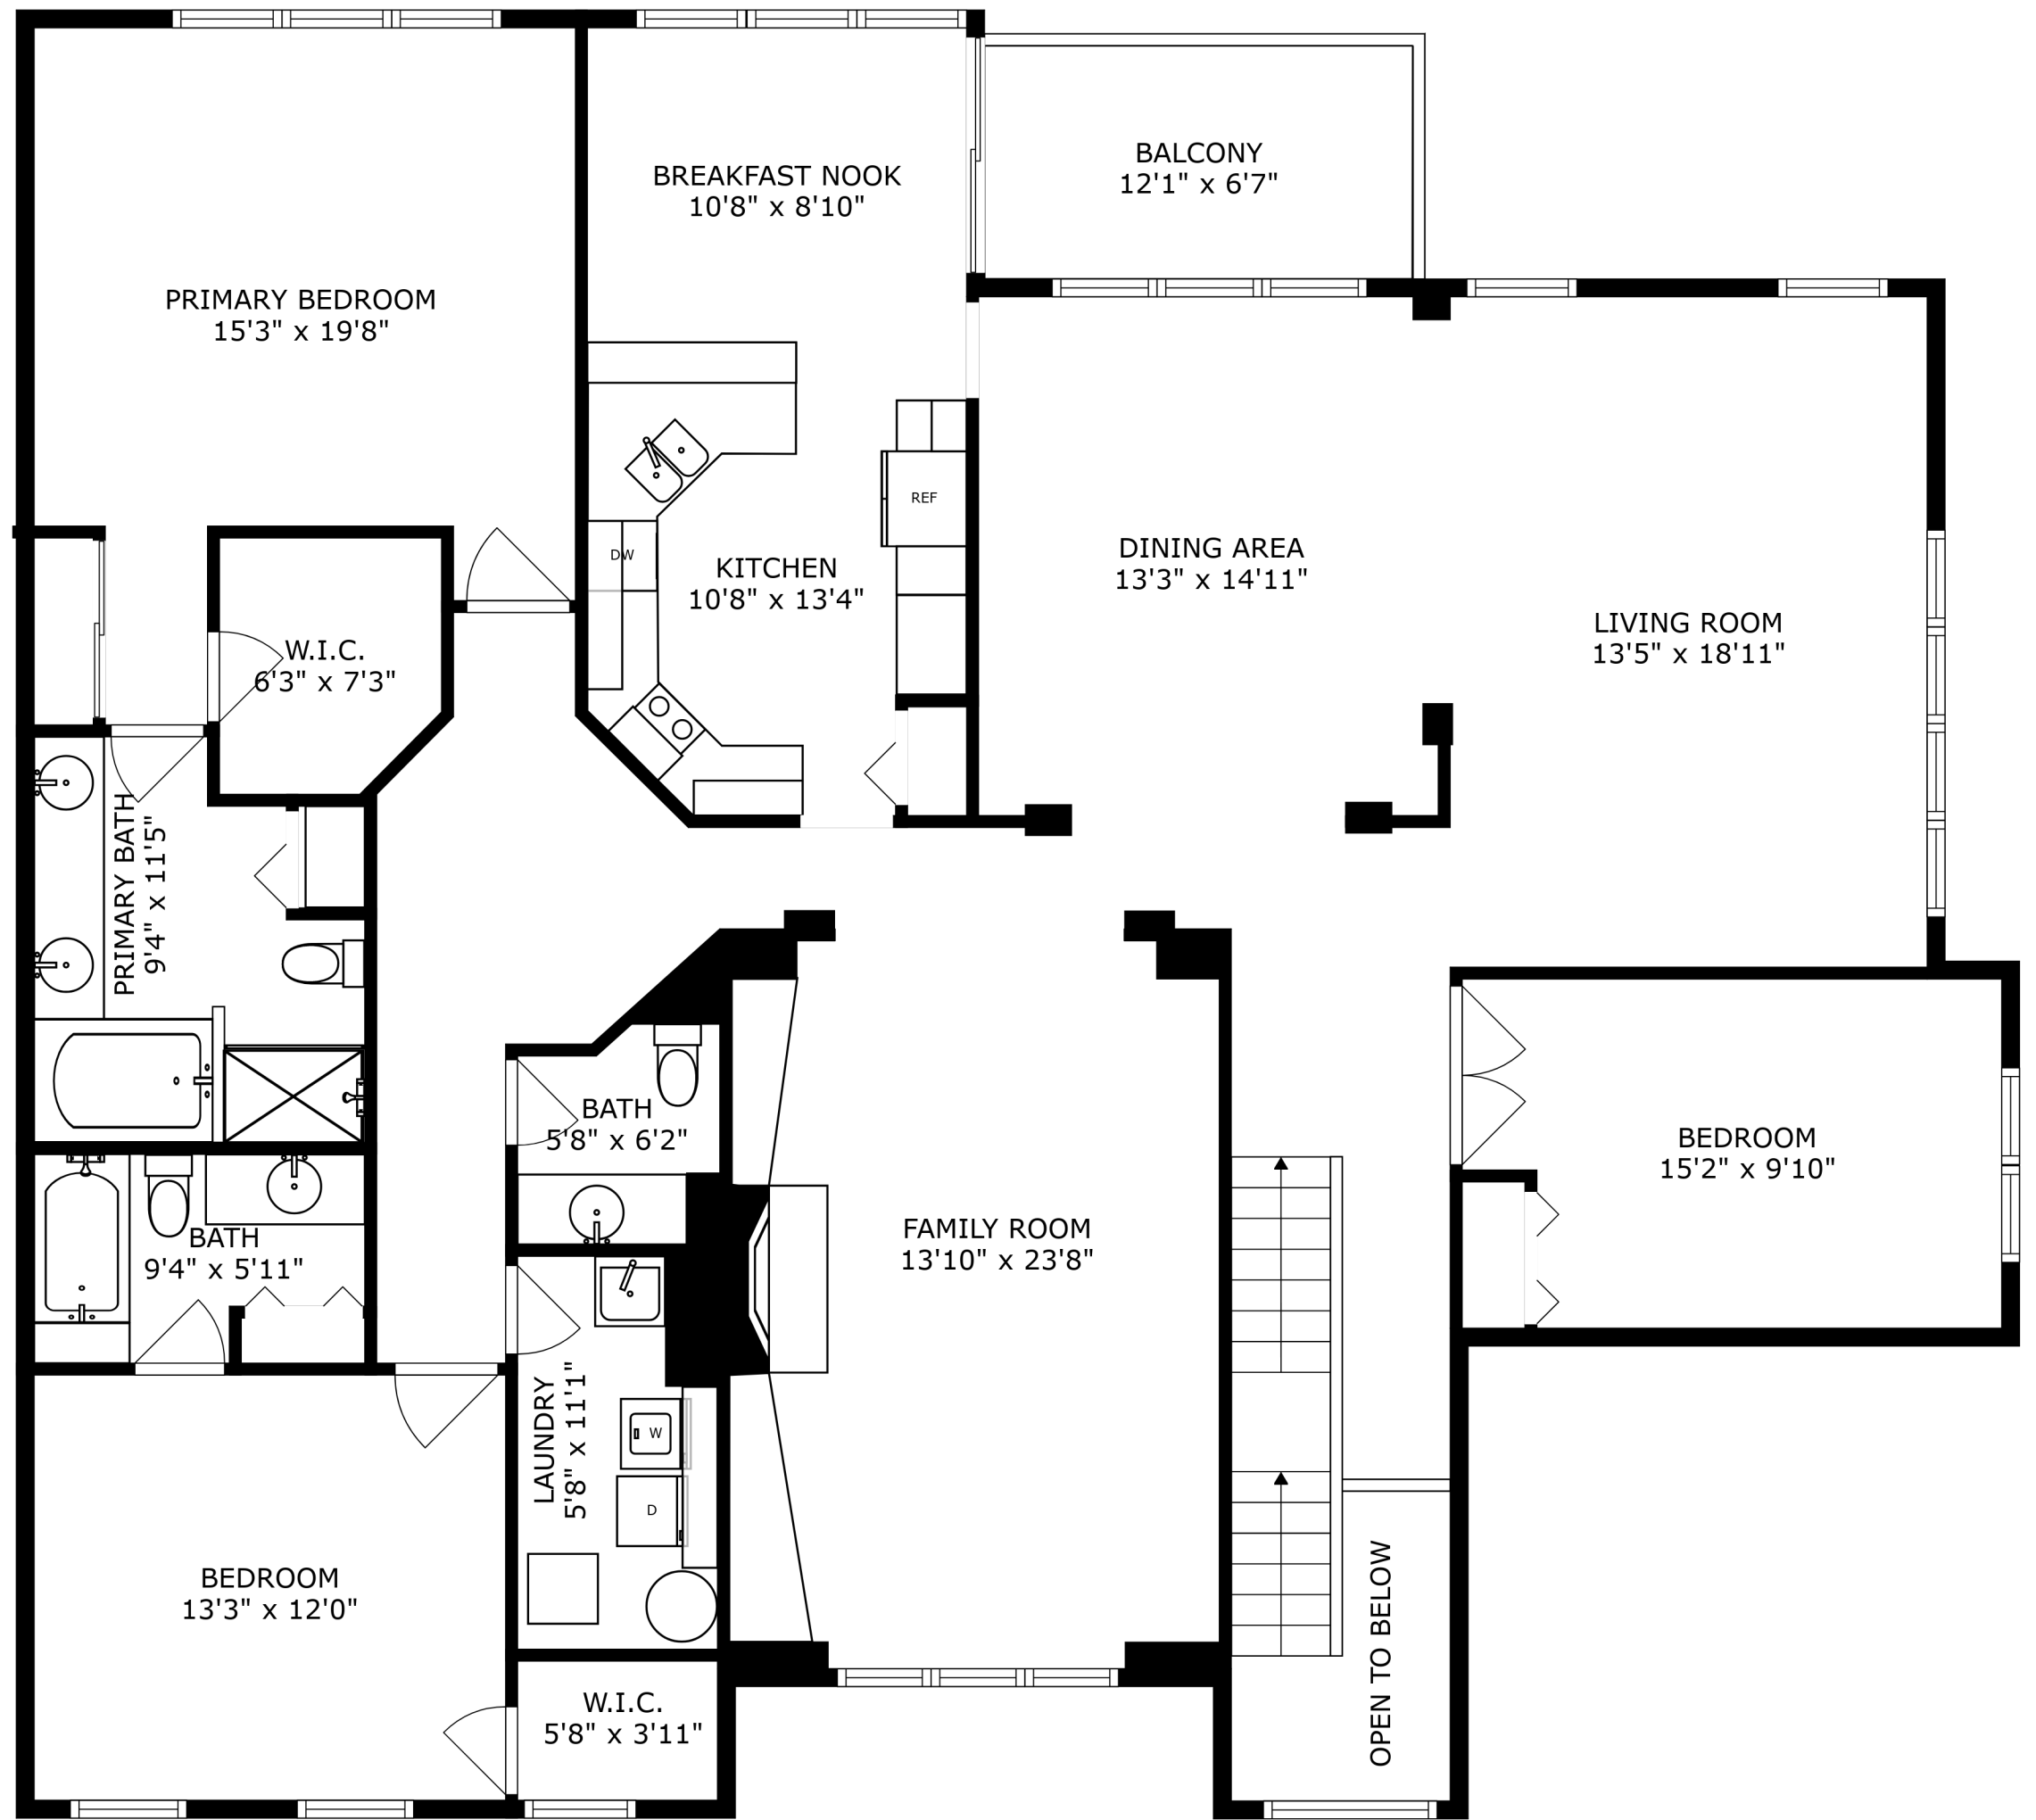 BALCONY
12'1" x 6'7"
BREAKFAST NOOK
10'8" x 8'10"
PRIMARY BEDROOM
15'3" x 19'8"
REF
DW
KITCHEN
10'8" x 13'4"
DINING AREA
13'3" x 14'11"
LIVING ROOM
13'5" x 18'11"
W.I.C.
6'3" x 7'3"
PRIMARY BATH
9'4" x 11'5"
BATH
5'8" x 6'2"
BEDROOM
15'2" x 9'10"
BATH
9'4" x 5'11"
FAMILY ROOM
13'10" x 23'8"
LAUNDRY
5'8" x 11'1"
W
D
BEDROOM
13'3" x 12'0"
OPEN TO BELOW
W.I.C.
5'8" x 3'11"